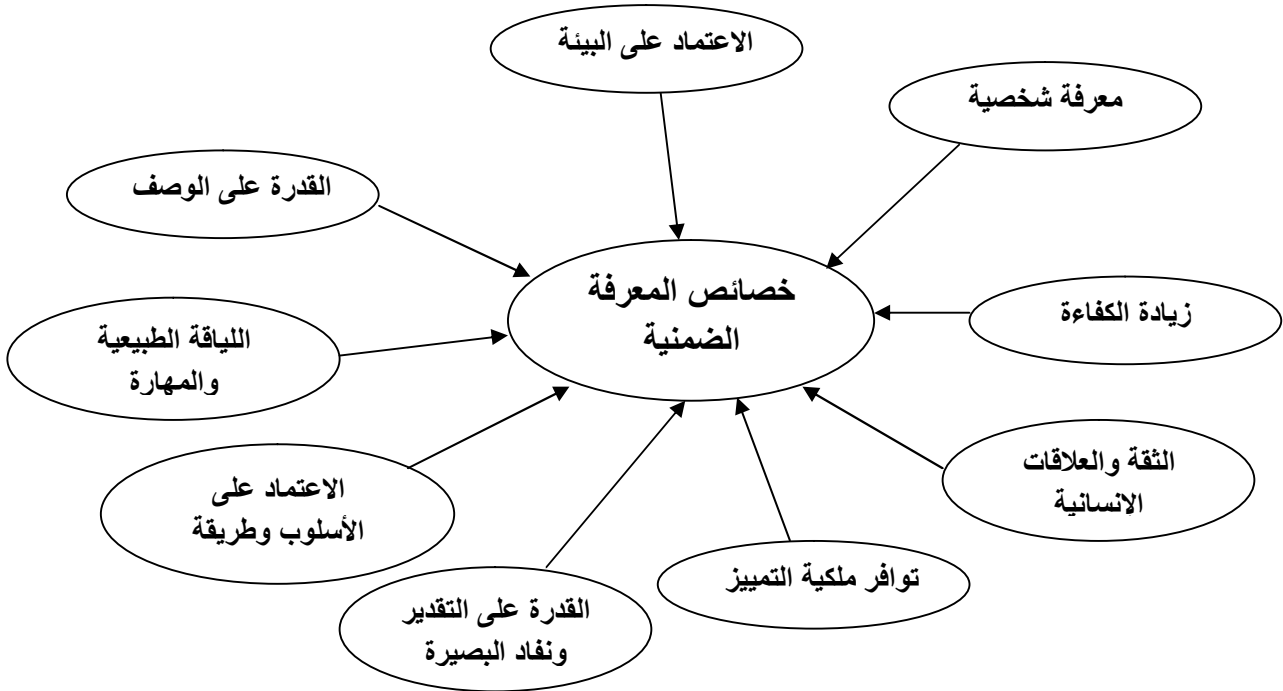 الاعتماد على البيئة
معرفة شخصية
القدرة على الوصف
خصائص المعرفة
الضمنية
زيادة الكفاءة
اللياقة الطبيعية
والمهارة
الثقة والعلاقات
الانسانية
الاعتماد على
الأسلوب وطريقة
توافر ملكية التمييز
القدرة على التقدير
ونفاد البصيرة